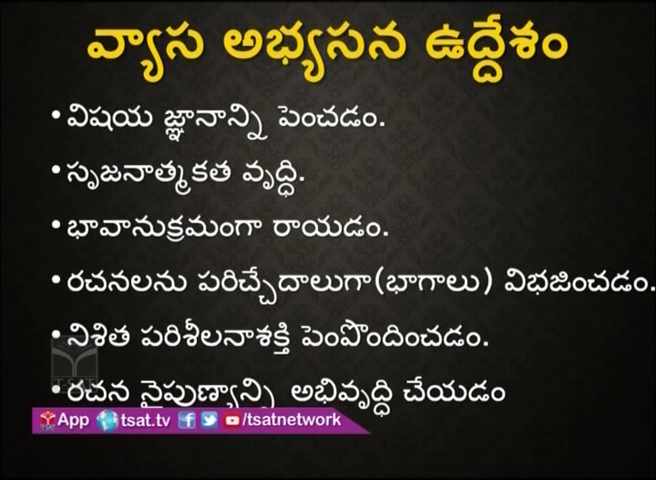 వ్యాస అభ్యసన ఉద్దేశం
•విషయ జ్ఞానాన్ని పెంచడం.
•సృజనాత్మకత వృద్ధి.
•భావానుక్రమంగా రాయడం.
•రచనలను పరిచ్ఛేదాలుగా(భాగాలు) విభజించడం.
•నిశిత పరిశీలనాశక్తి పెంపొందించడం.
•రచన నైపుణ్యాన్ని అభివృద్ధి చేయడం
T-SAT
App tsat.tv /tsatnetwork